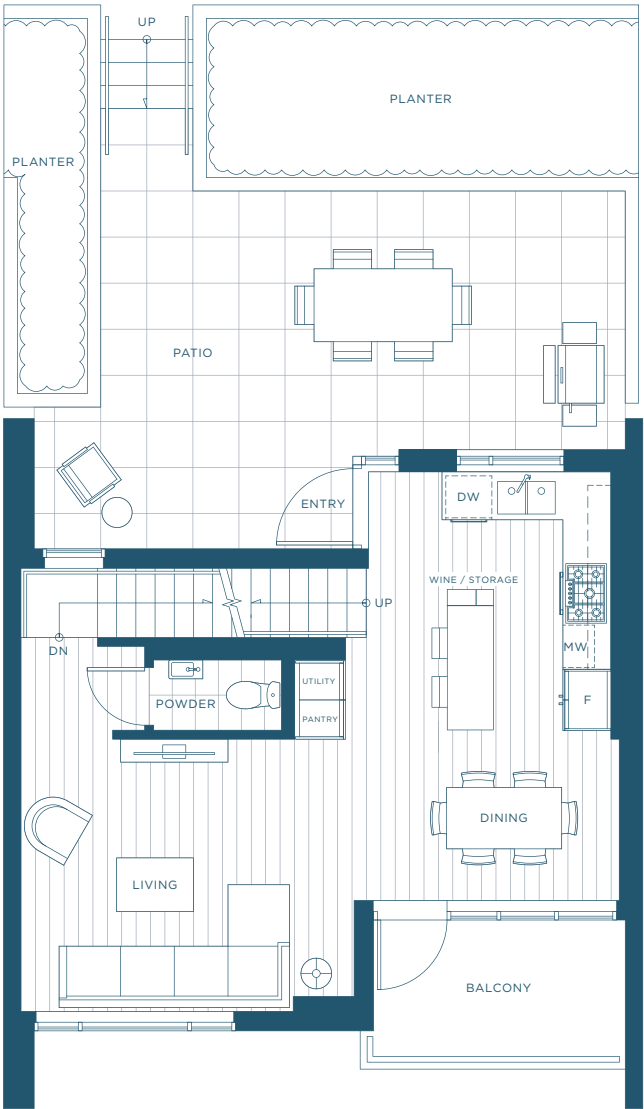 UP
PLANTER
PLANTER
PATIO
ENTRY
DW
WINE / STORAGE
UP
DN
MW
UTILITY
F
POWDER
PANTRY
DINING
LIVING
BALCONY